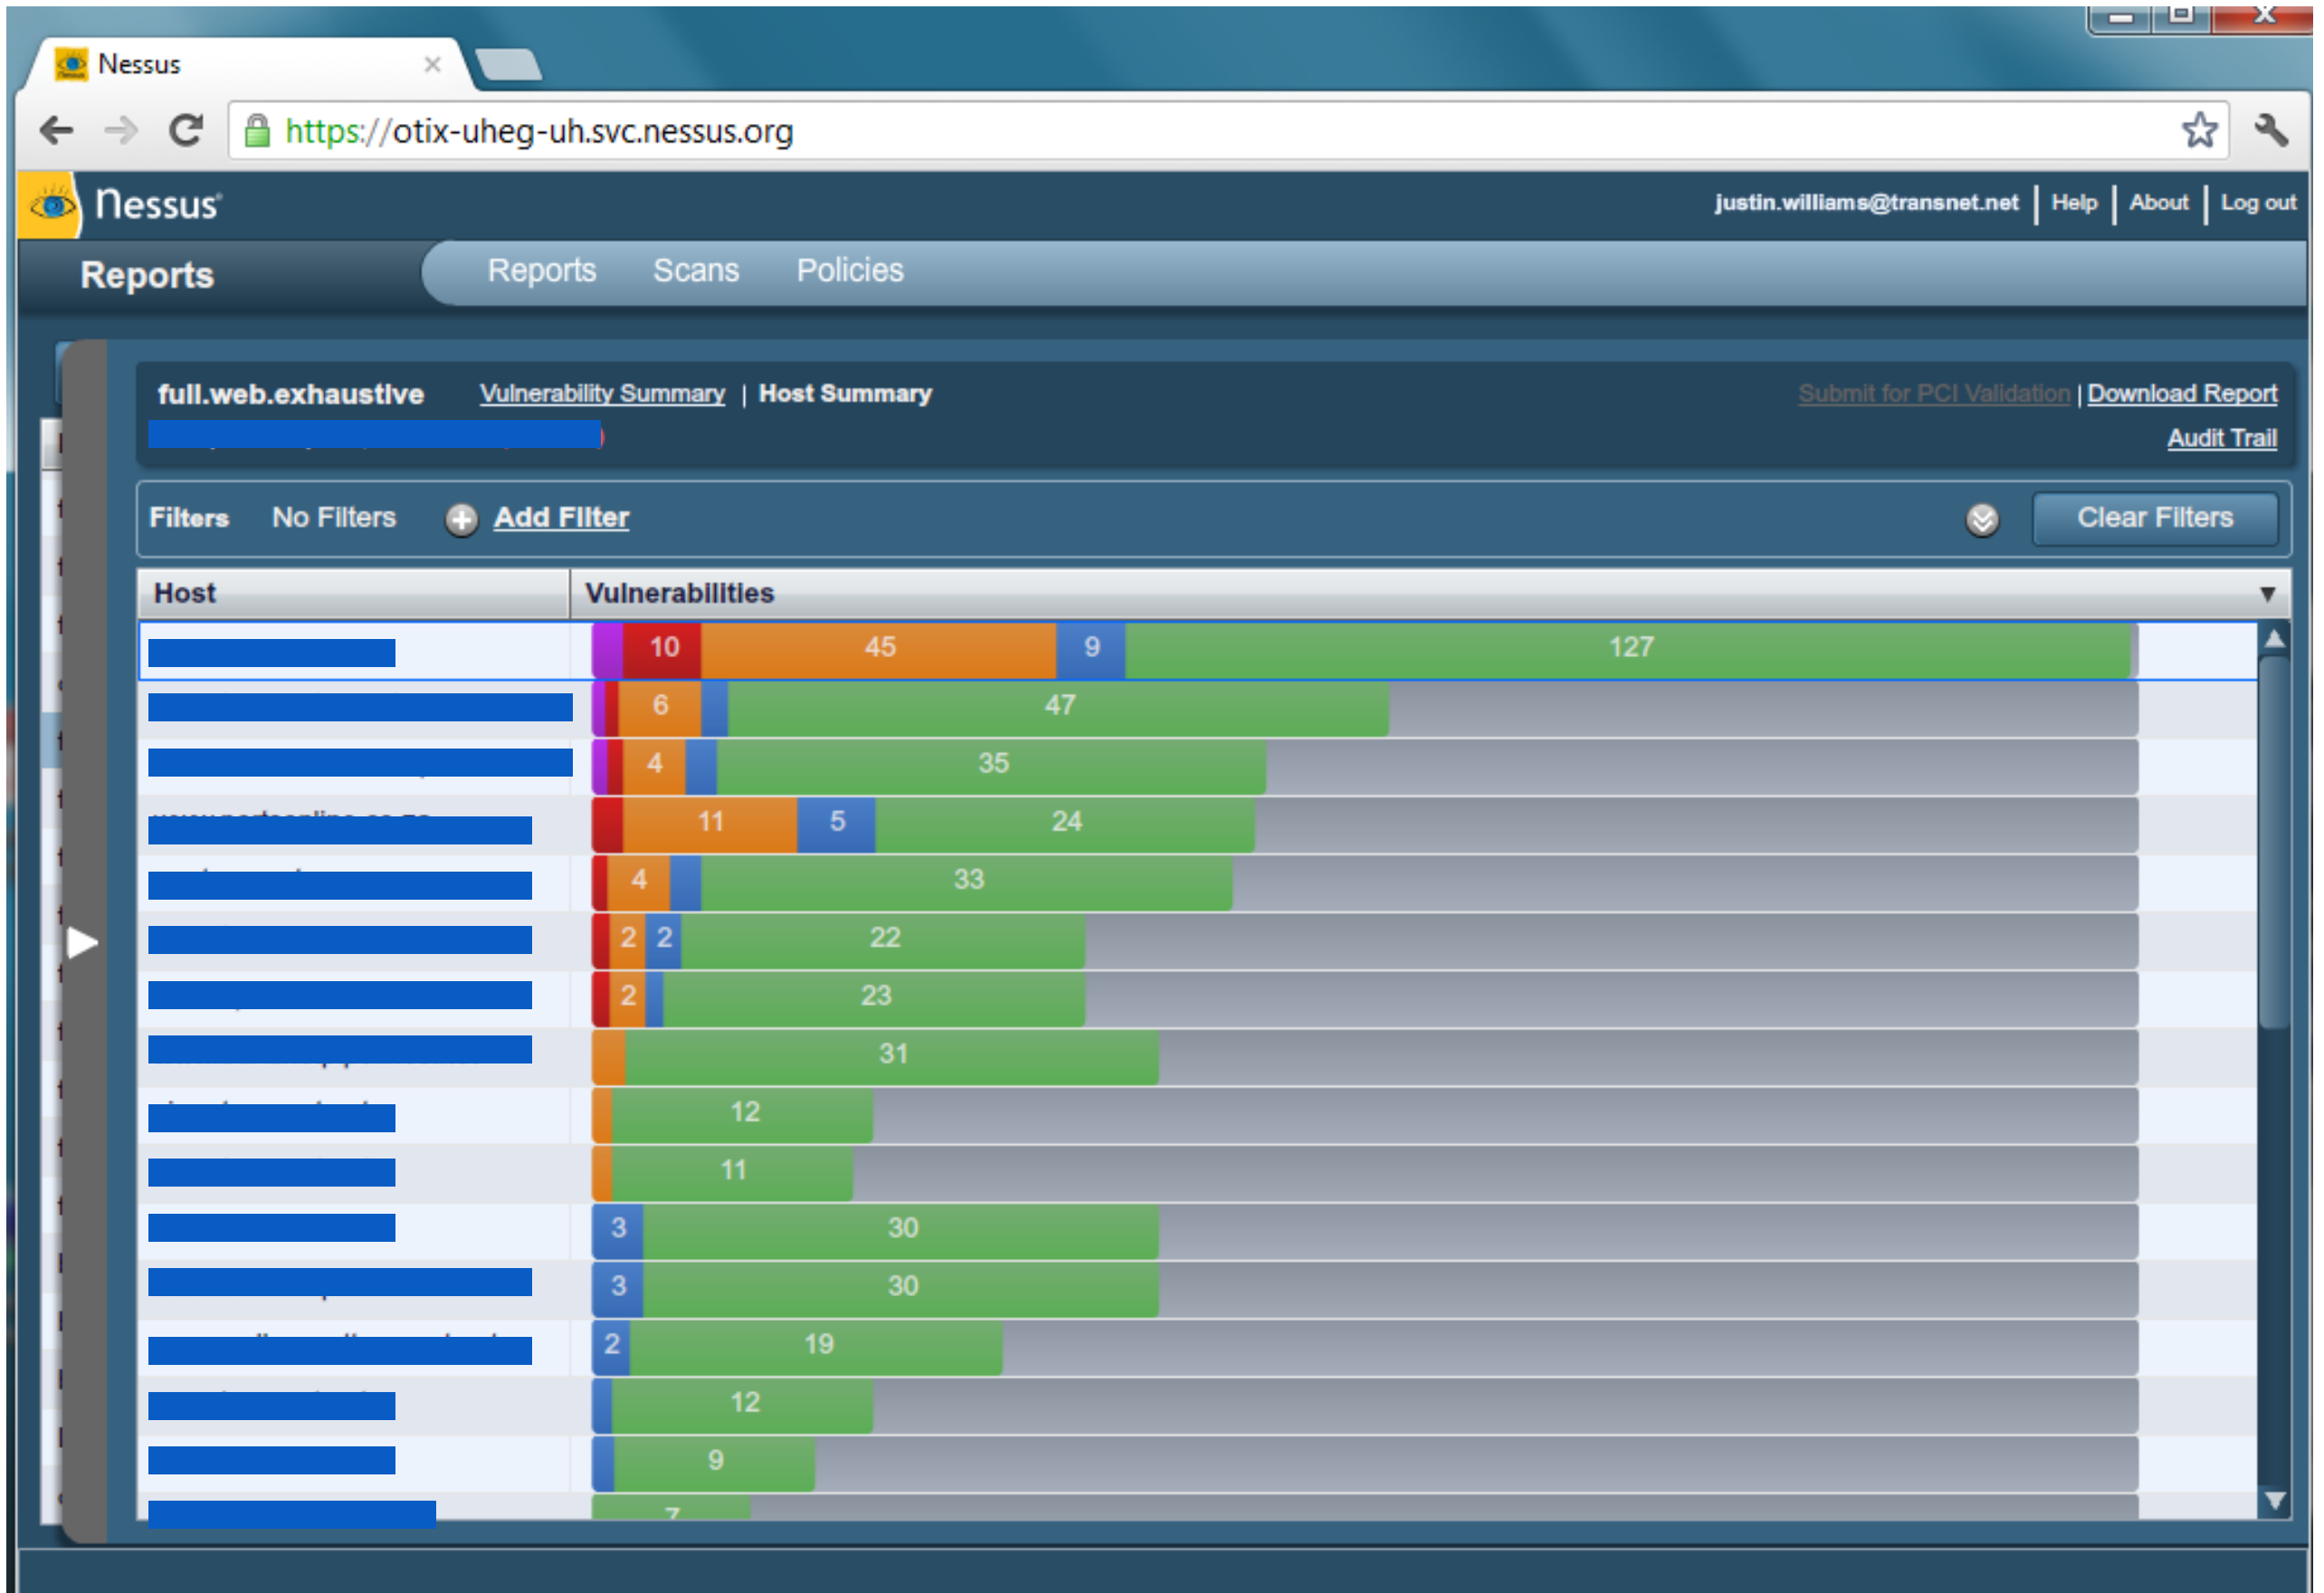 Nessus
https://otix-uheg-uh.svc.nessus.org
Nessus
justin.williams@transnet.net | Help | About | Log out
Reports Reports Scans Policies
full.web.exhaustive Vulnerability Summary | Host Summary Submit for PCI Validation | Download Report
Audit Trail
Filters No Filters Add Filter Clear Filters
Host Vulnerabilities
10 45 9 127
6 47
4 35
11 5 24
4 33
2 2 22
2 23
31
12
11
3 30
3 30
2 19
12
9
7